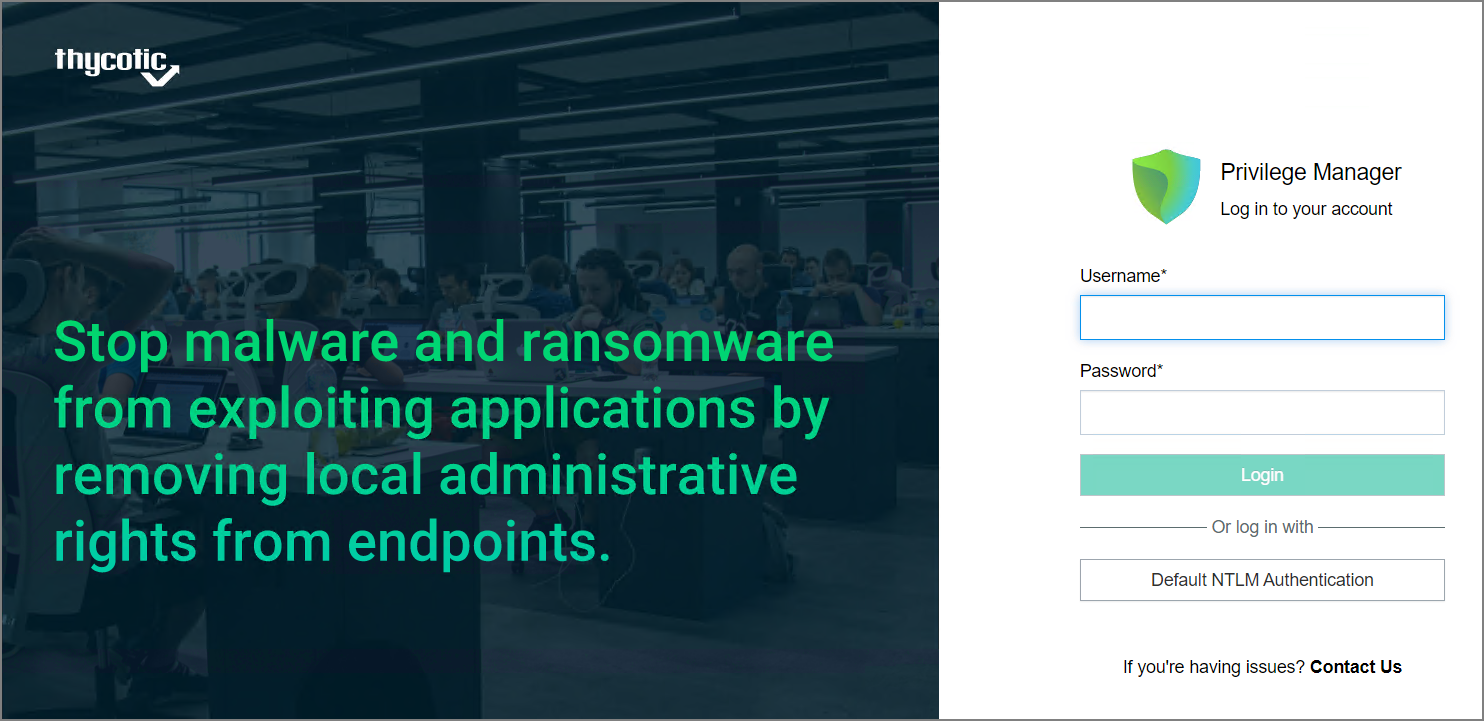 thycotic
Stop malware and ransomware
from exploiting applications by
removing local administrative
rights from endpoints.
Privilege Manager
Log in to your account
Username*
Password*
Login
Or log in with
Default NTLM Authentication
If you're having issues? Contact Us